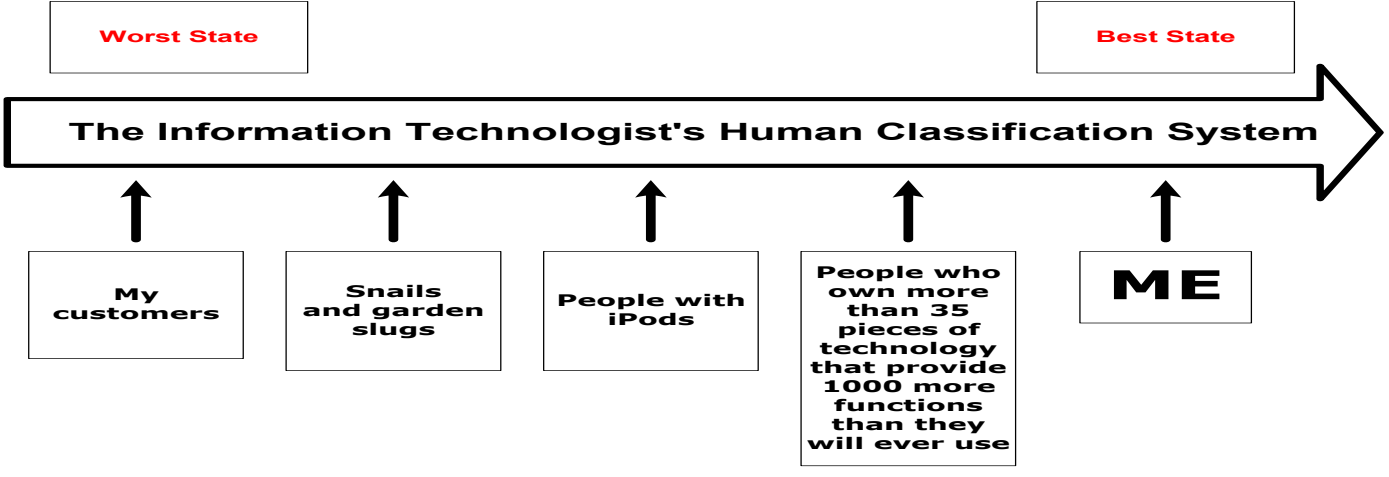 Worst State
Best State
The Information Technologist's Human Classification System
My
customers
Snails
and garden
slugs
People with
iPods
People who
own more
than 35
pieces of
technology
that provide
1000 more
functions
than they
will ever use
ME